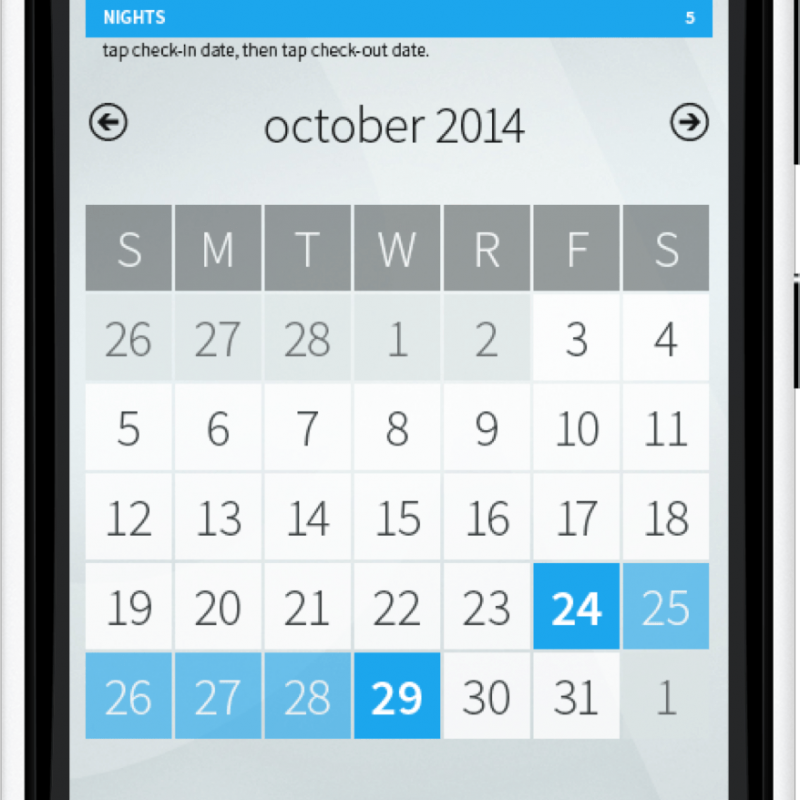 NIGHTS 5
tap check-in date, then tap check-out date.
october 2014
S M T W R F S
26 27 28 1 2 3 4
5 6 7 8 9 10 11
12 13 14 15 16 17 18
19 20 21 22 23 24 25
26 27 28 29 30 31 1